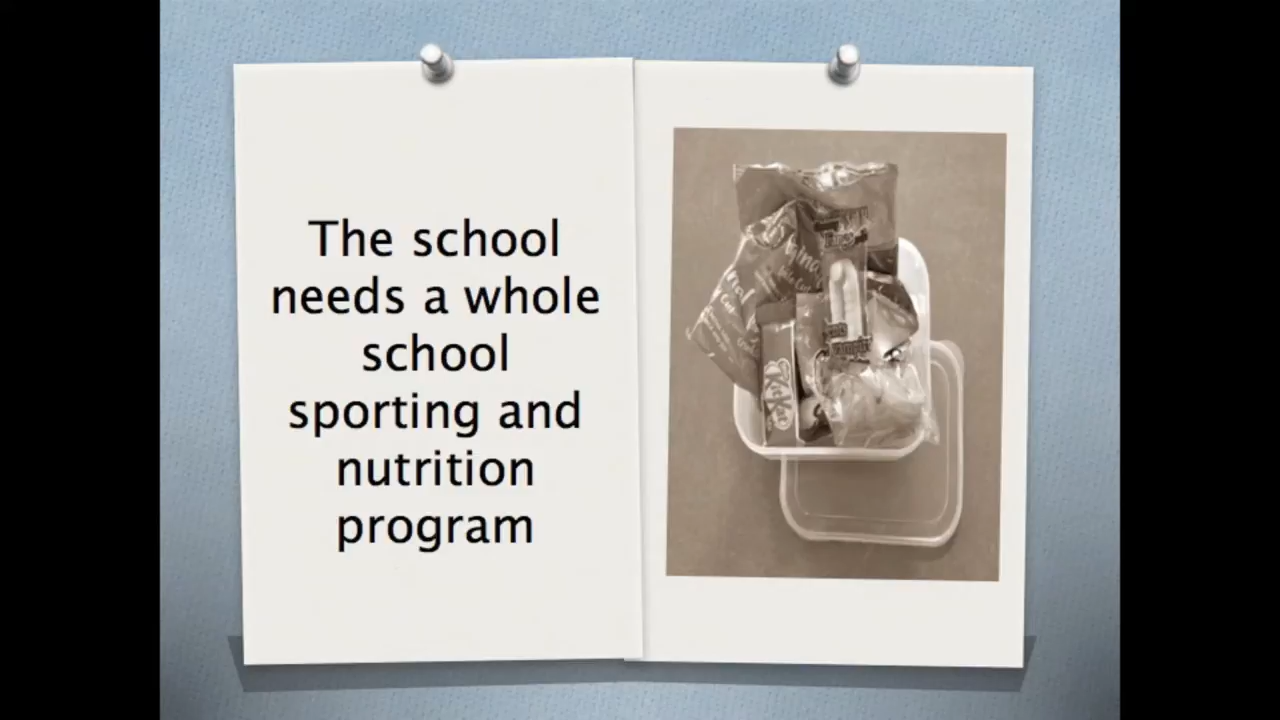 The school
needs a whole
school
sporting and
nutrition
program
KitKat